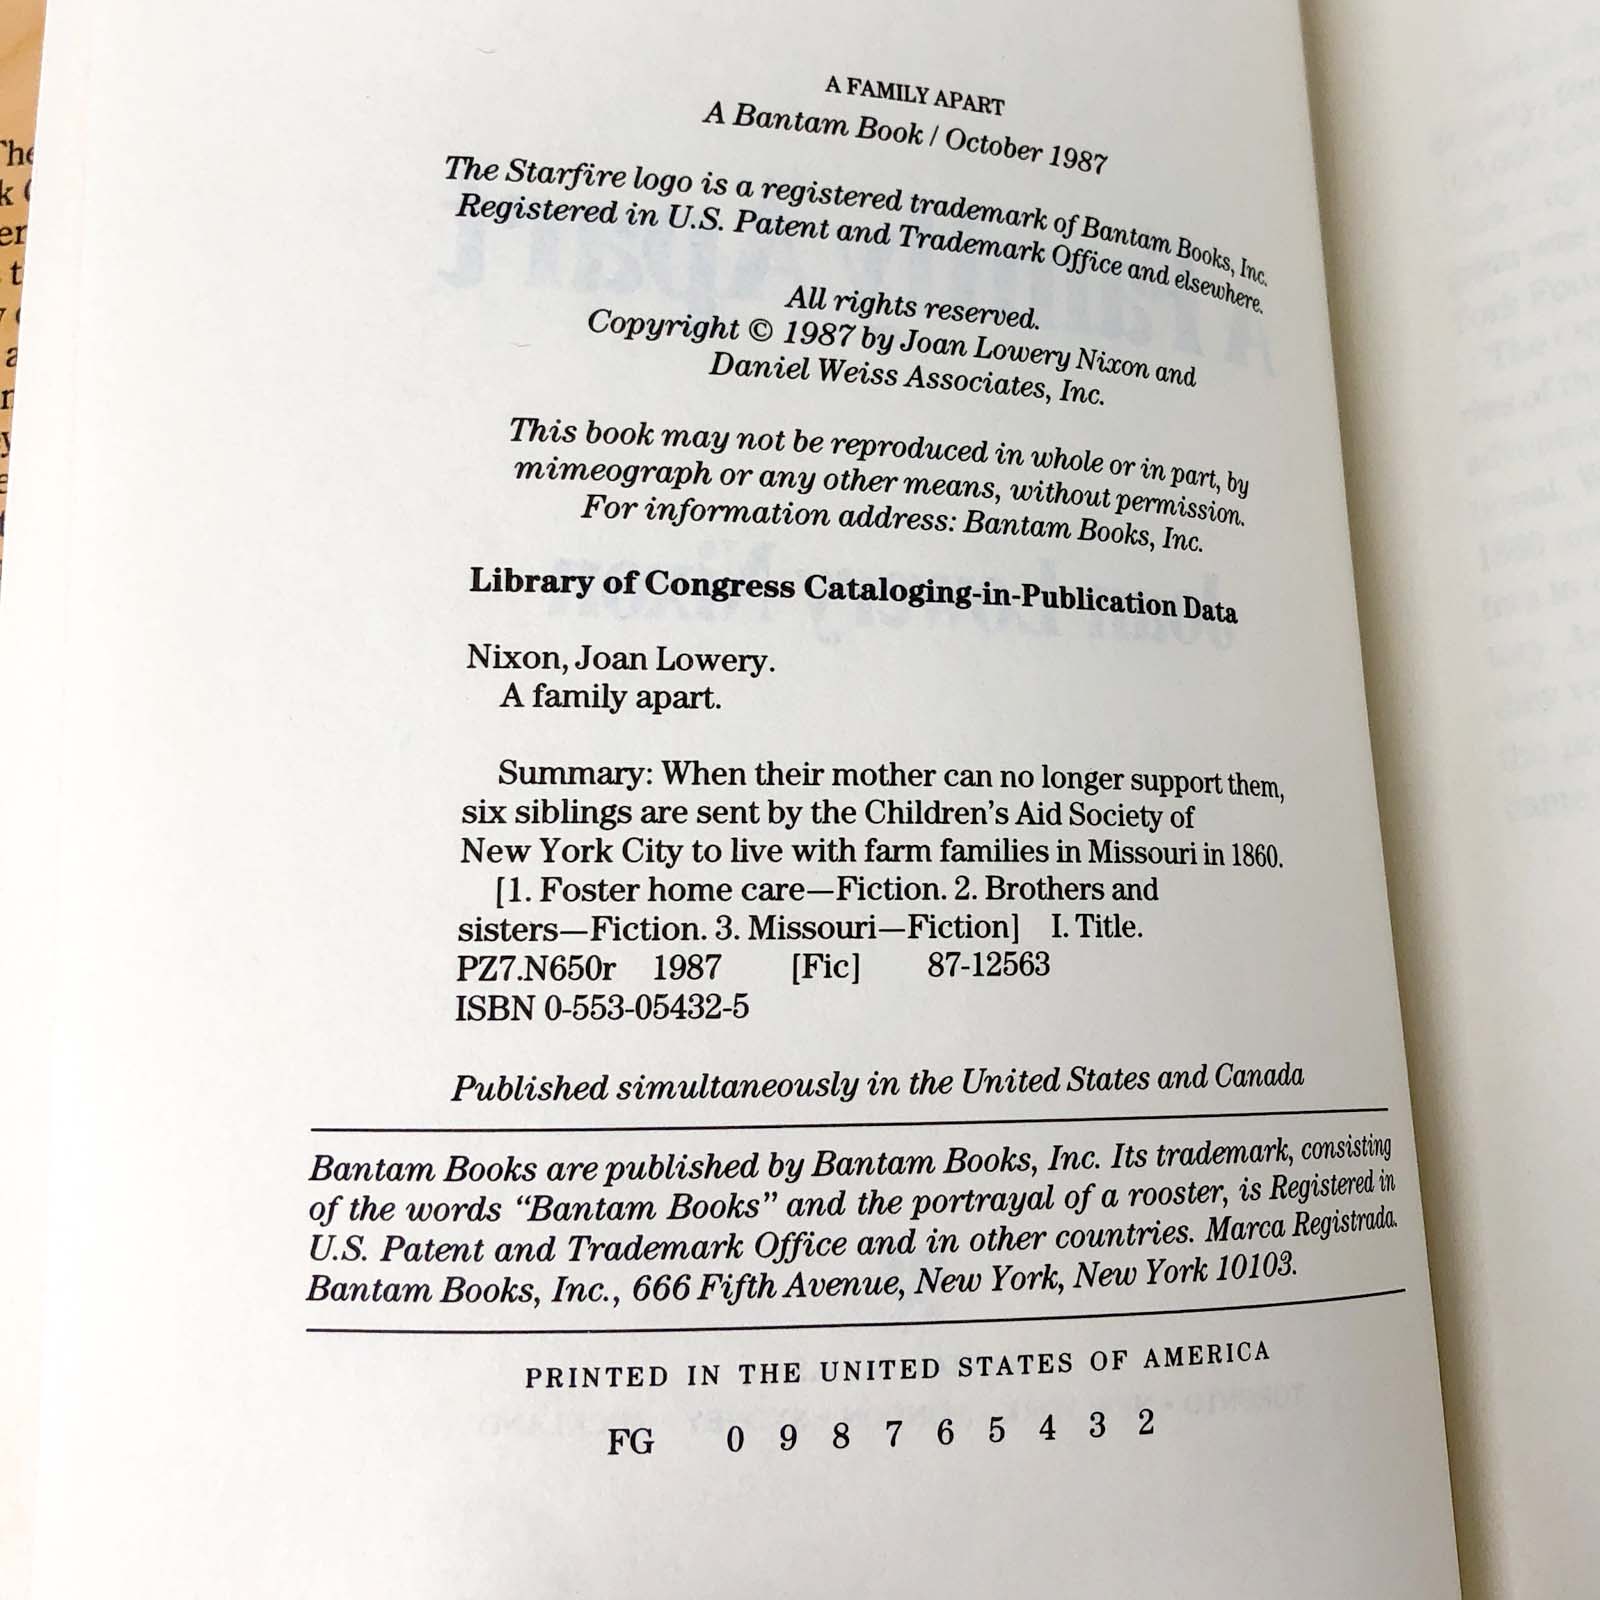 A FAMILY APART
A Bantam Book / October 1987
The Starfire logo is a registered trademark of Bantam Books, Inc.
Registered in U.S. Patent and Trademark Office and elsewhere.
All rights reserved.
Copyright © 1987 by Joan Lowery Nixon and
Daniel Weiss Associates, Inc.
This book may not be reproduced in whole or in part, by
mimeograph or any other means, without permission.
For information address: Bantam Books, Inc.
Library of Congress Cataloging-in-Publication Data
Nixon, Joan Lowery.
A family apart.
Summary: When their mother can no longer support them,
six siblings are sent by the Children's Aid Society of
New York City to live with farm families in Missouri in 1860.
[1. Foster home care—Fiction. 2. Brothers and
sisters—Fiction. 3. Missouri—Fiction] I. Title.
PZ7.N650r 1987 [Fic] 87-12563
ISBN 0-553-05432-5
Published simultaneously in the United States and Canada
Bantam Books are published by Bantam Books, Inc. Its trademark, consisting
of the words "Bantam Books" and the portrayal of a rooster, is Registered in
U.S. Patent and Trademark Office and in other countries. Marca Registrada.
Bantam Books, Inc., 666 Fifth Avenue, New York, New York 10103.
PRINTED IN THE UNITED STATES OF AMERICA
FG 0 9 8 7 6 5 4 3 2